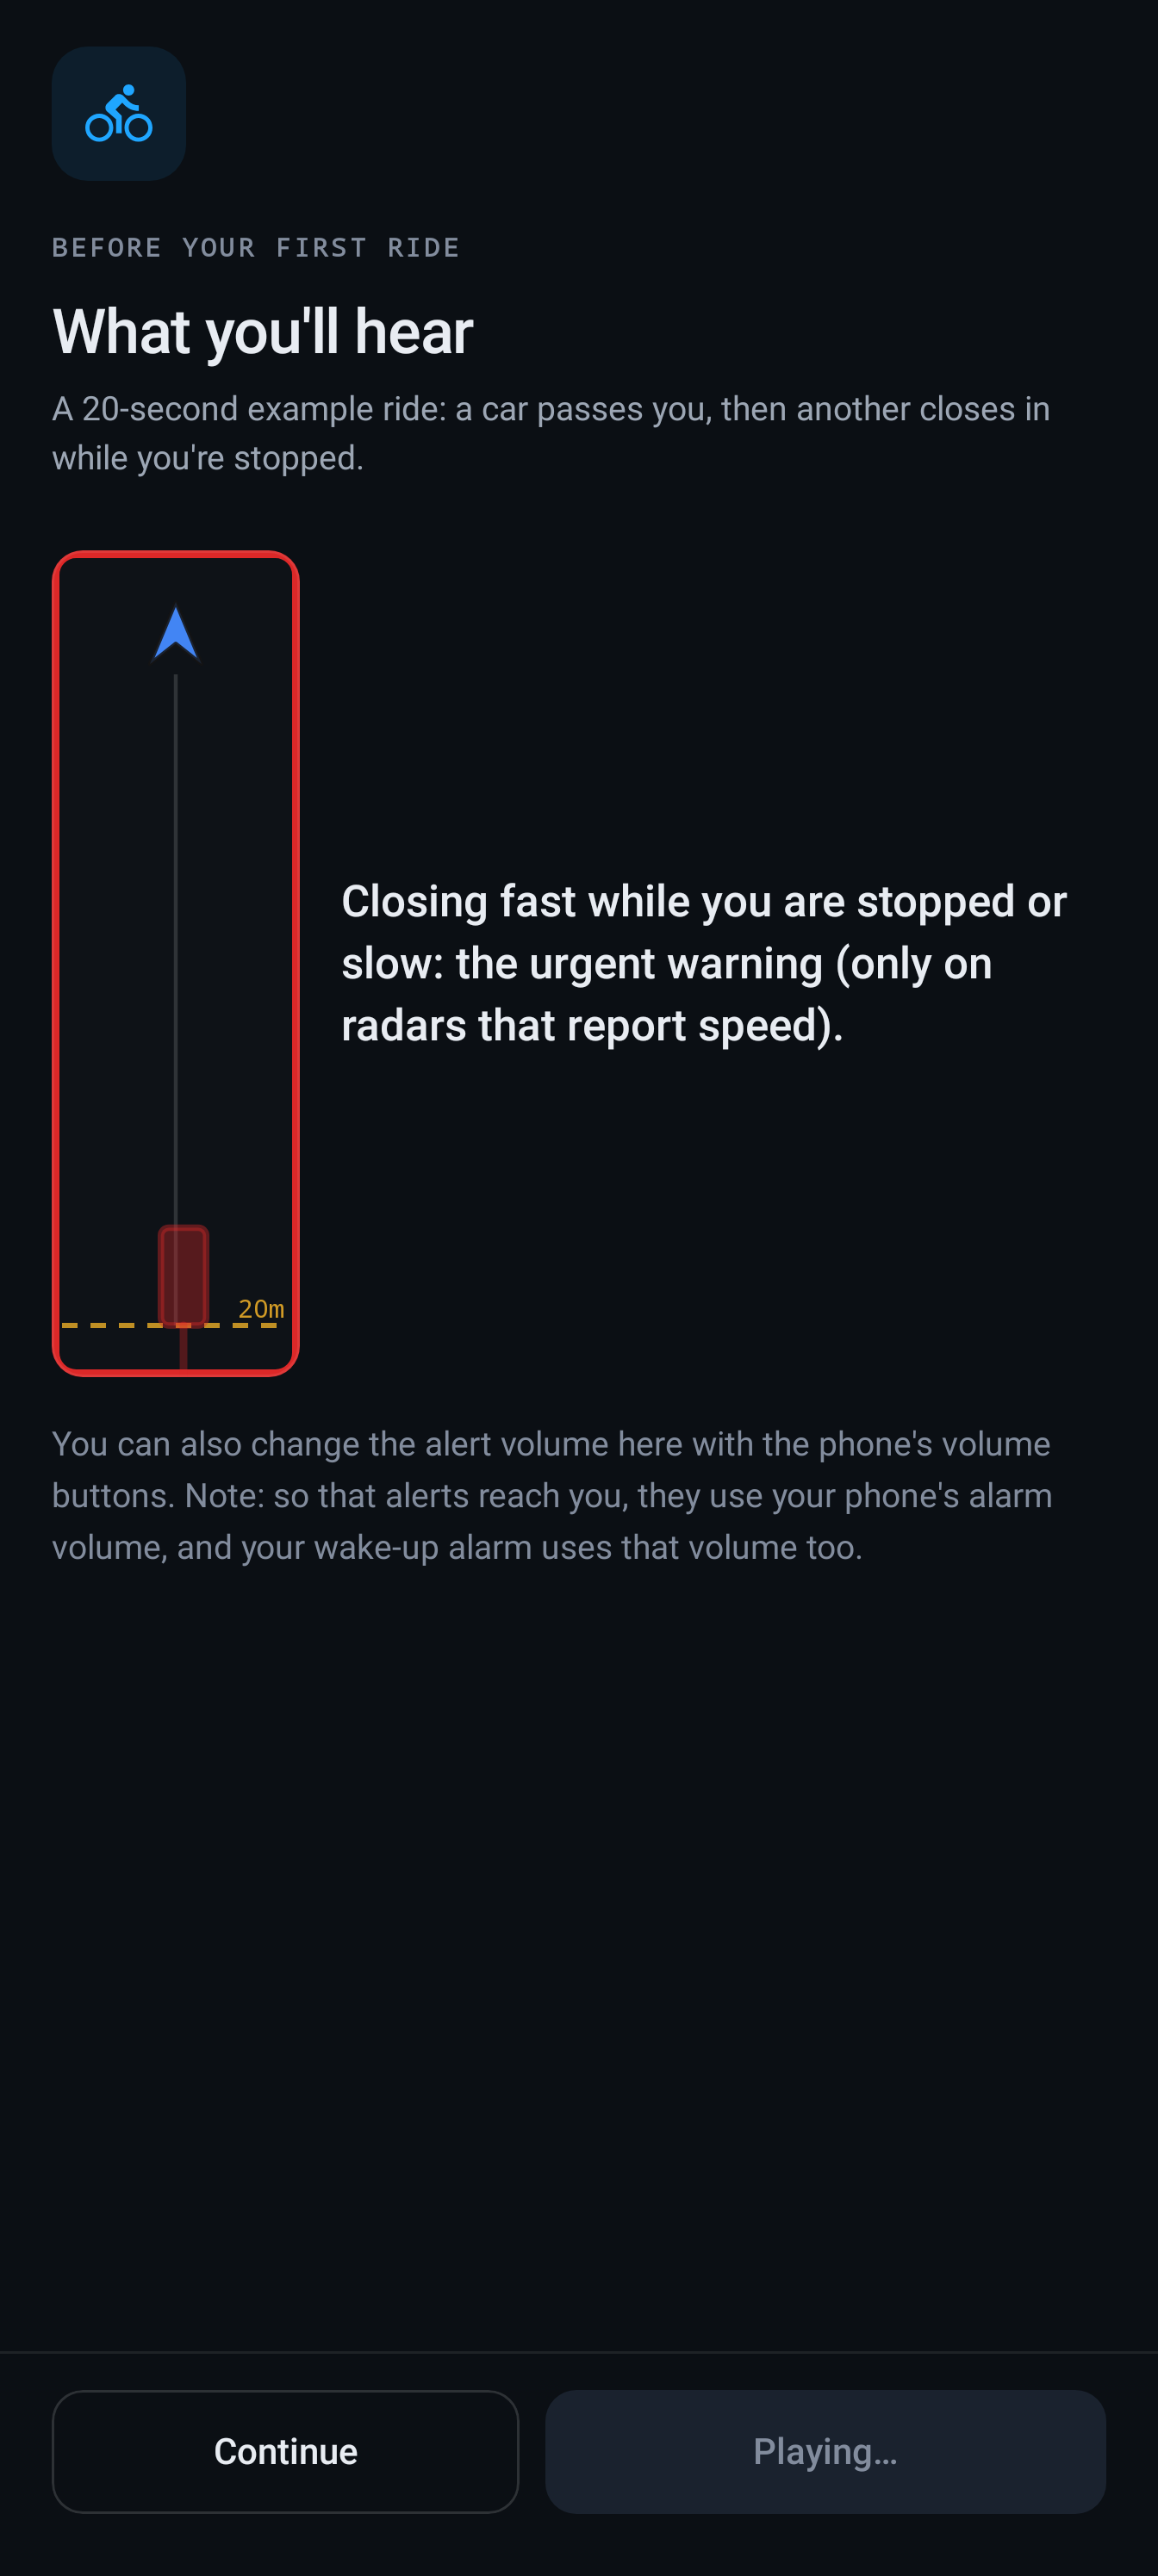 BEFORE YOUR FIRST RIDE
What you'll hear
A 20-second example ride: a car passes you, then another closes in
while you're stopped.
Closing fast while you are stopped or
slow: the urgent warning (only on
radars that report speed).
20m
You can also change the alert volume here with the phone's volume
buttons. Note: so that alerts reach you, they use your phone's alarm
volume, and your wake-up alarm uses that volume too.
Continue
Playing…